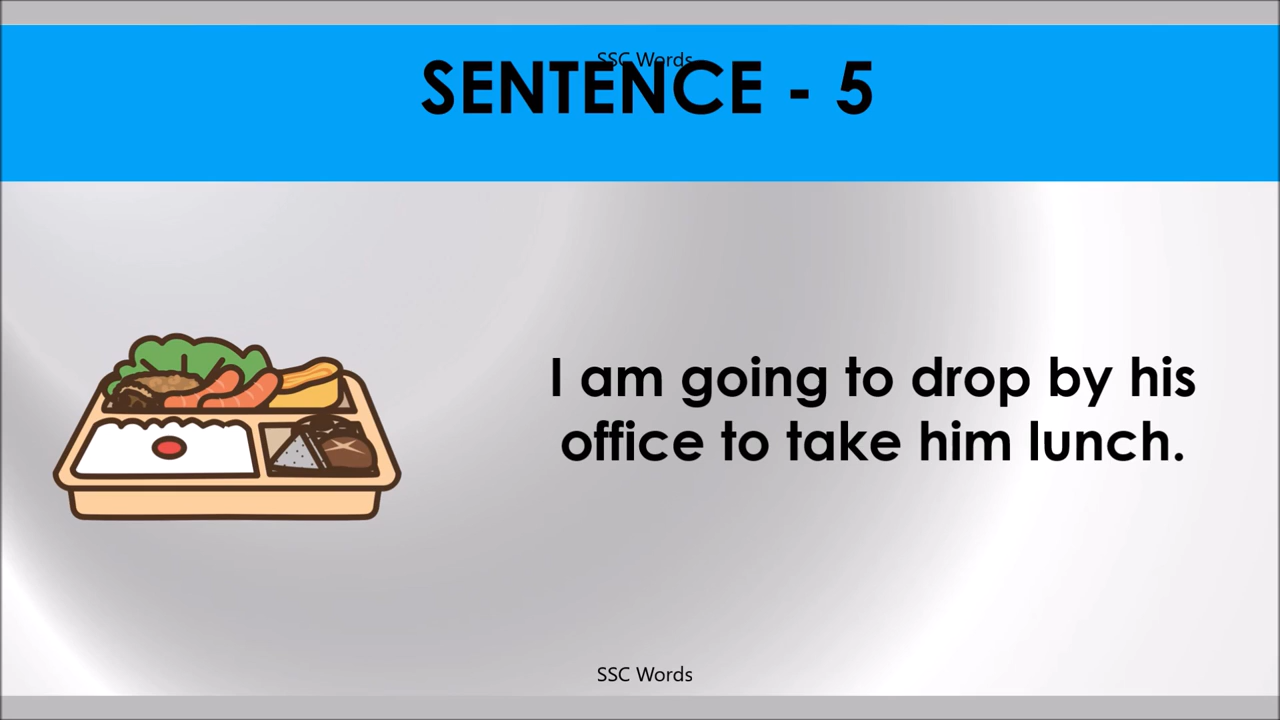 SSC Words
SENTENCE - 5
I am going to drop by his
office to take him lunch.
SSC Words